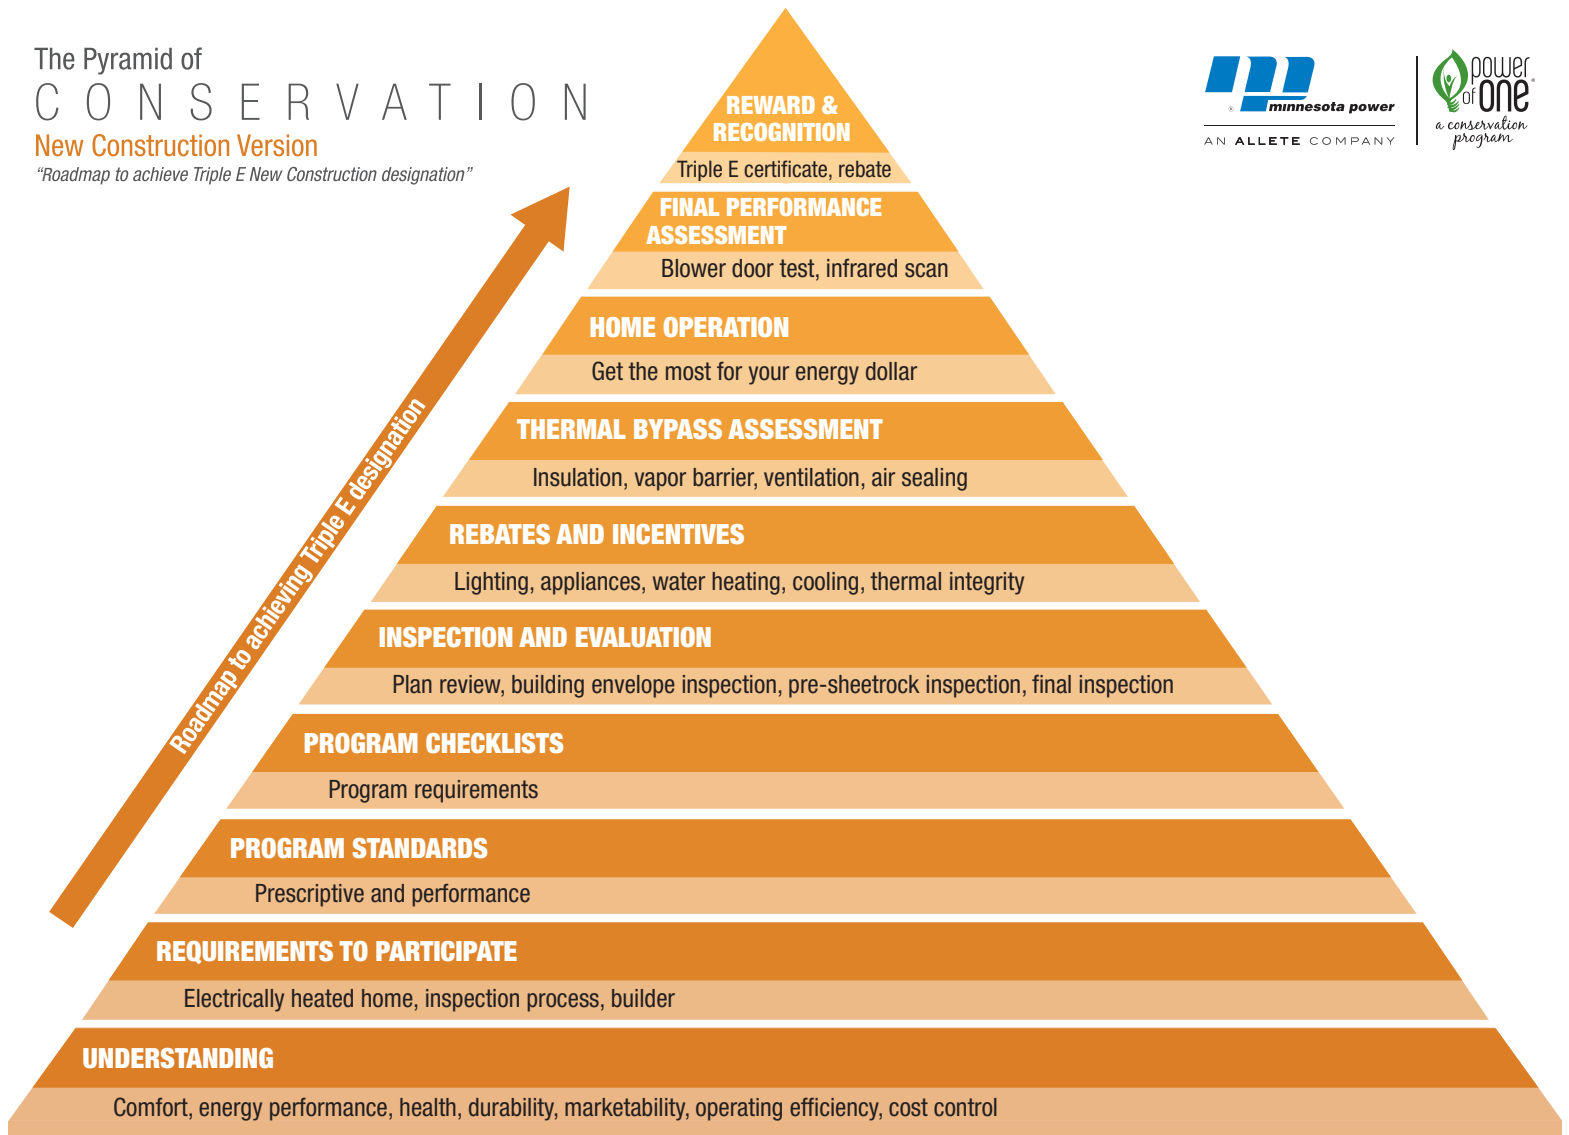 The Pyramid of
CONSERVATION
New Construction Version
“Roadmap to achieve Triple E New Construction designation”
minnesota power
AN ALLETE COMPANY
power
of one
a conservation
program
Roadmap to achieving Triple E designation
REWARD &
RECOGNITION
Triple E certificate, rebate
FINAL PERFORMANCE
ASSESSMENT
Blower door test, infrared scan
HOME OPERATION
Get the most for your energy dollar
THERMAL BYPASS ASSESSMENT
Insulation, vapor barrier, ventilation, air sealing
REBATES AND INCENTIVES
Lighting, appliances, water heating, cooling, thermal integrity
INSPECTION AND EVALUATION
Plan review, building envelope inspection, pre-sheetrock inspection, final inspection
PROGRAM CHECKLISTS
Program requirements
PROGRAM STANDARDS
Prescriptive and performance
REQUIREMENTS TO PARTICIPATE
Electrically heated home, inspection process, builder
UNDERSTANDING
Comfort, energy performance, health, durability, marketability, operating efficiency, cost control